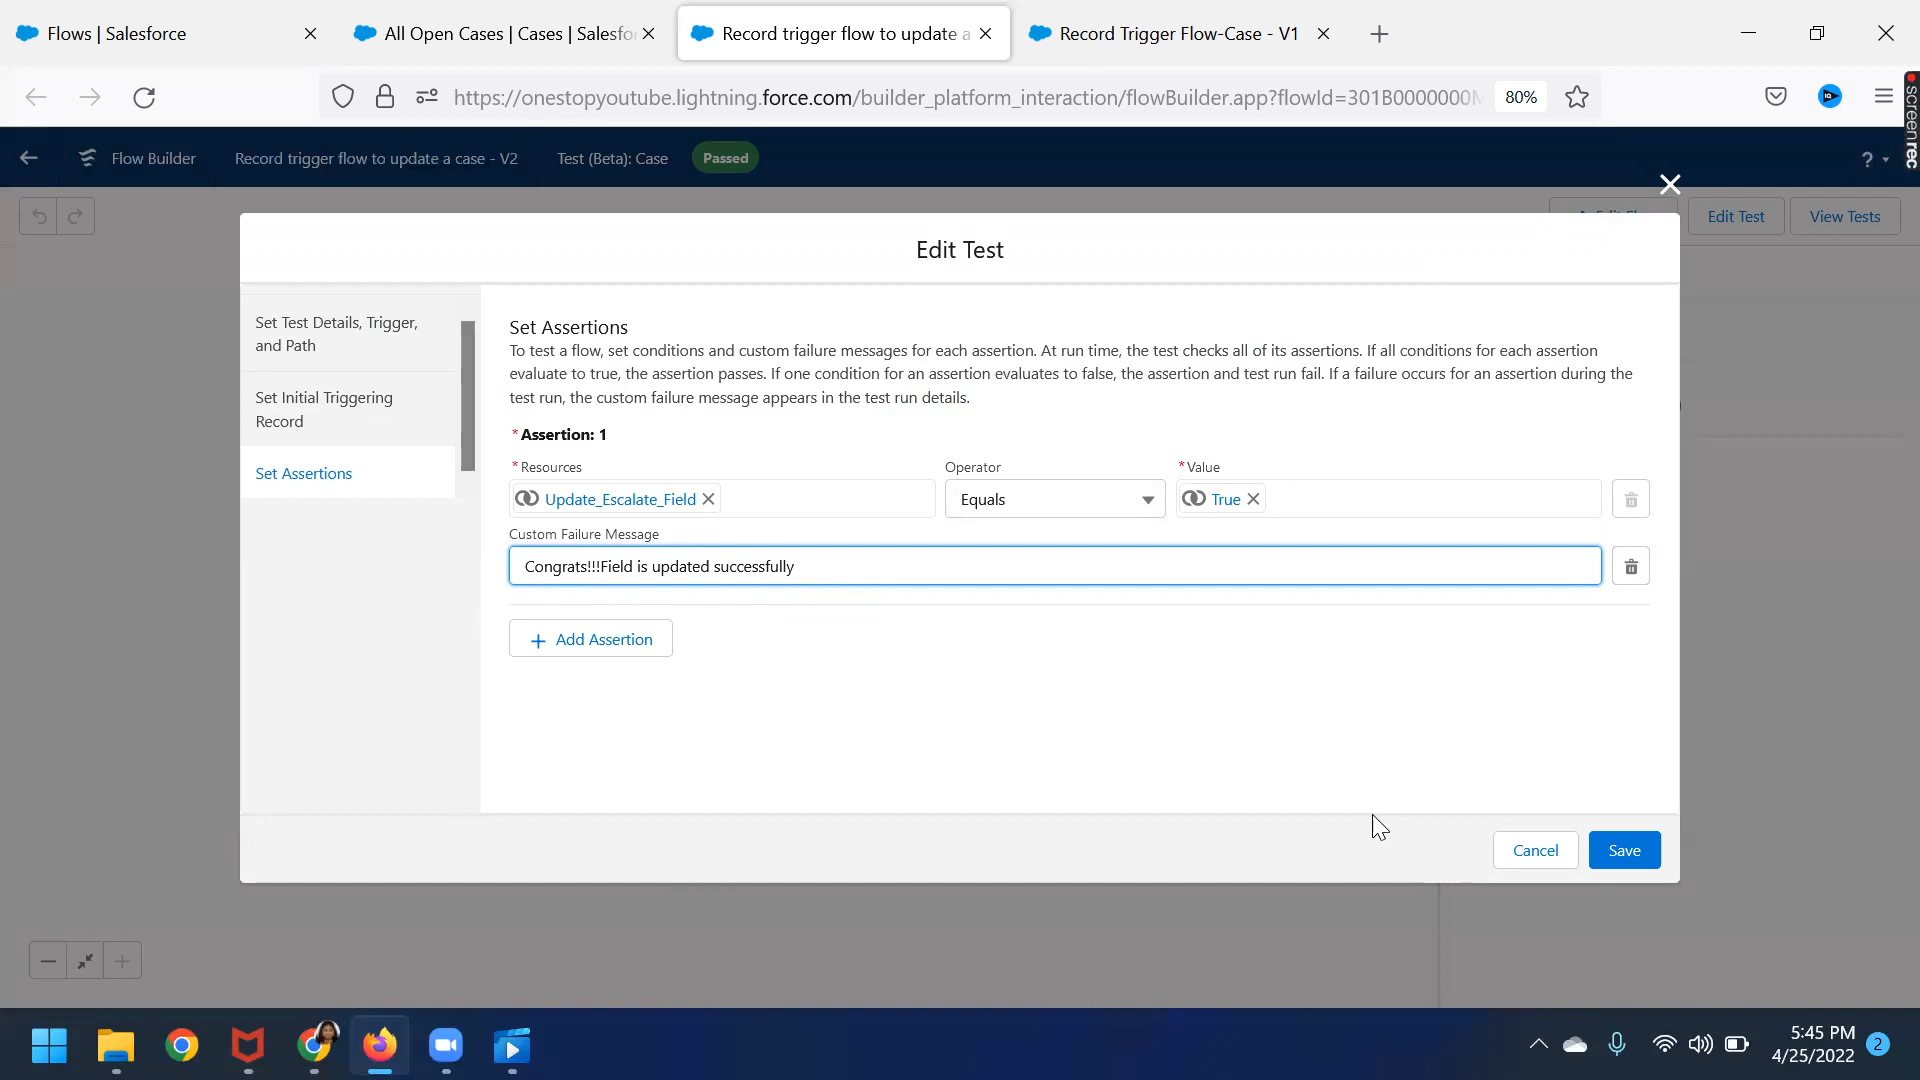 Flows | Salesforce
All Open Cases | Cases | Salesfo
Record trigger flow to update a
Record Trigger Flow-Case - V1
https://onestopyoutube.lightning.force.com/builder_platform_interaction/flowBuilder.app?flowId=301B0000000
80%
screenrec
Flow Builder
Record trigger flow to update a case - V2
Test (Beta): Case
Passed
?
Edit Test
View Tests
Edit Test
Set Test Details, Trigger,
and Path
Set Initial Triggering
Record
Set Assertions
Set Assertions
To test a flow, set conditions and custom failure messages for each assertion. At run time, the test checks all of its assertions. If all conditions for each assertion
evaluate to true, the assertion passes. If one condition for an assertion evaluates to false, the assertion and test run fail. If a failure occurs for an assertion during the
test run, the custom failure message appears in the test run details.
*Assertion: 1
*Resources
Operator
*Value
Update_Escalate_Field
Equals
True
Custom Failure Message
Congrats!!!Field is updated successfully
+ Add Assertion
Cancel
Save
5:45 PM
4/25/2022
2